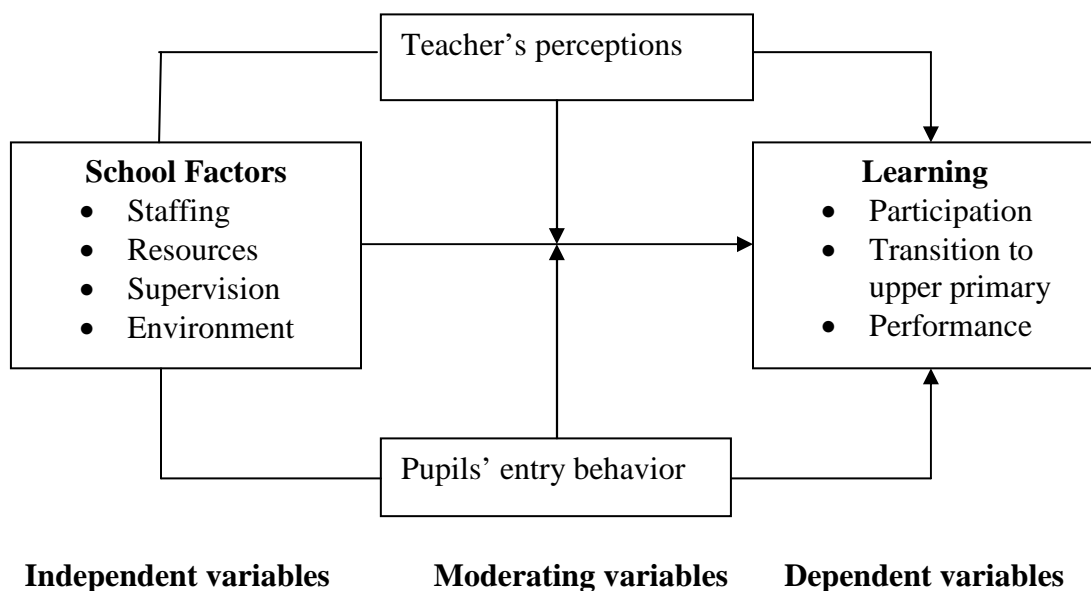 Teacher’s perceptions
School Factors
• Staffing
• Resources
• Supervision
• Environment
Learning
• Participation
• Transition to
upper primary
• Performance
Pupils’ entry behavior
Independent variables Moderating variables Dependent variables